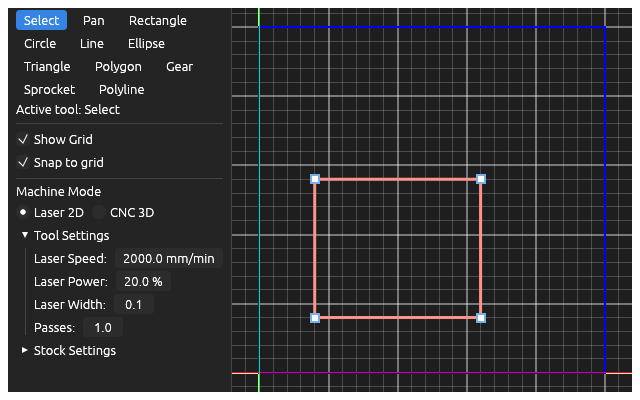 Select Pan Rectangle
Circle Line Ellipse
Triangle Polygon Gear
Sprocket Polyline
Active tool: Select
Show Grid
Snap to grid
Machine Mode
Laser 2D CNC 3D
Tool Settings
Laser Speed: 2000.0 mm/min
Laser Power: 20.0 %
Laser Width: 0.1
Passes: 1.0
Stock Settings